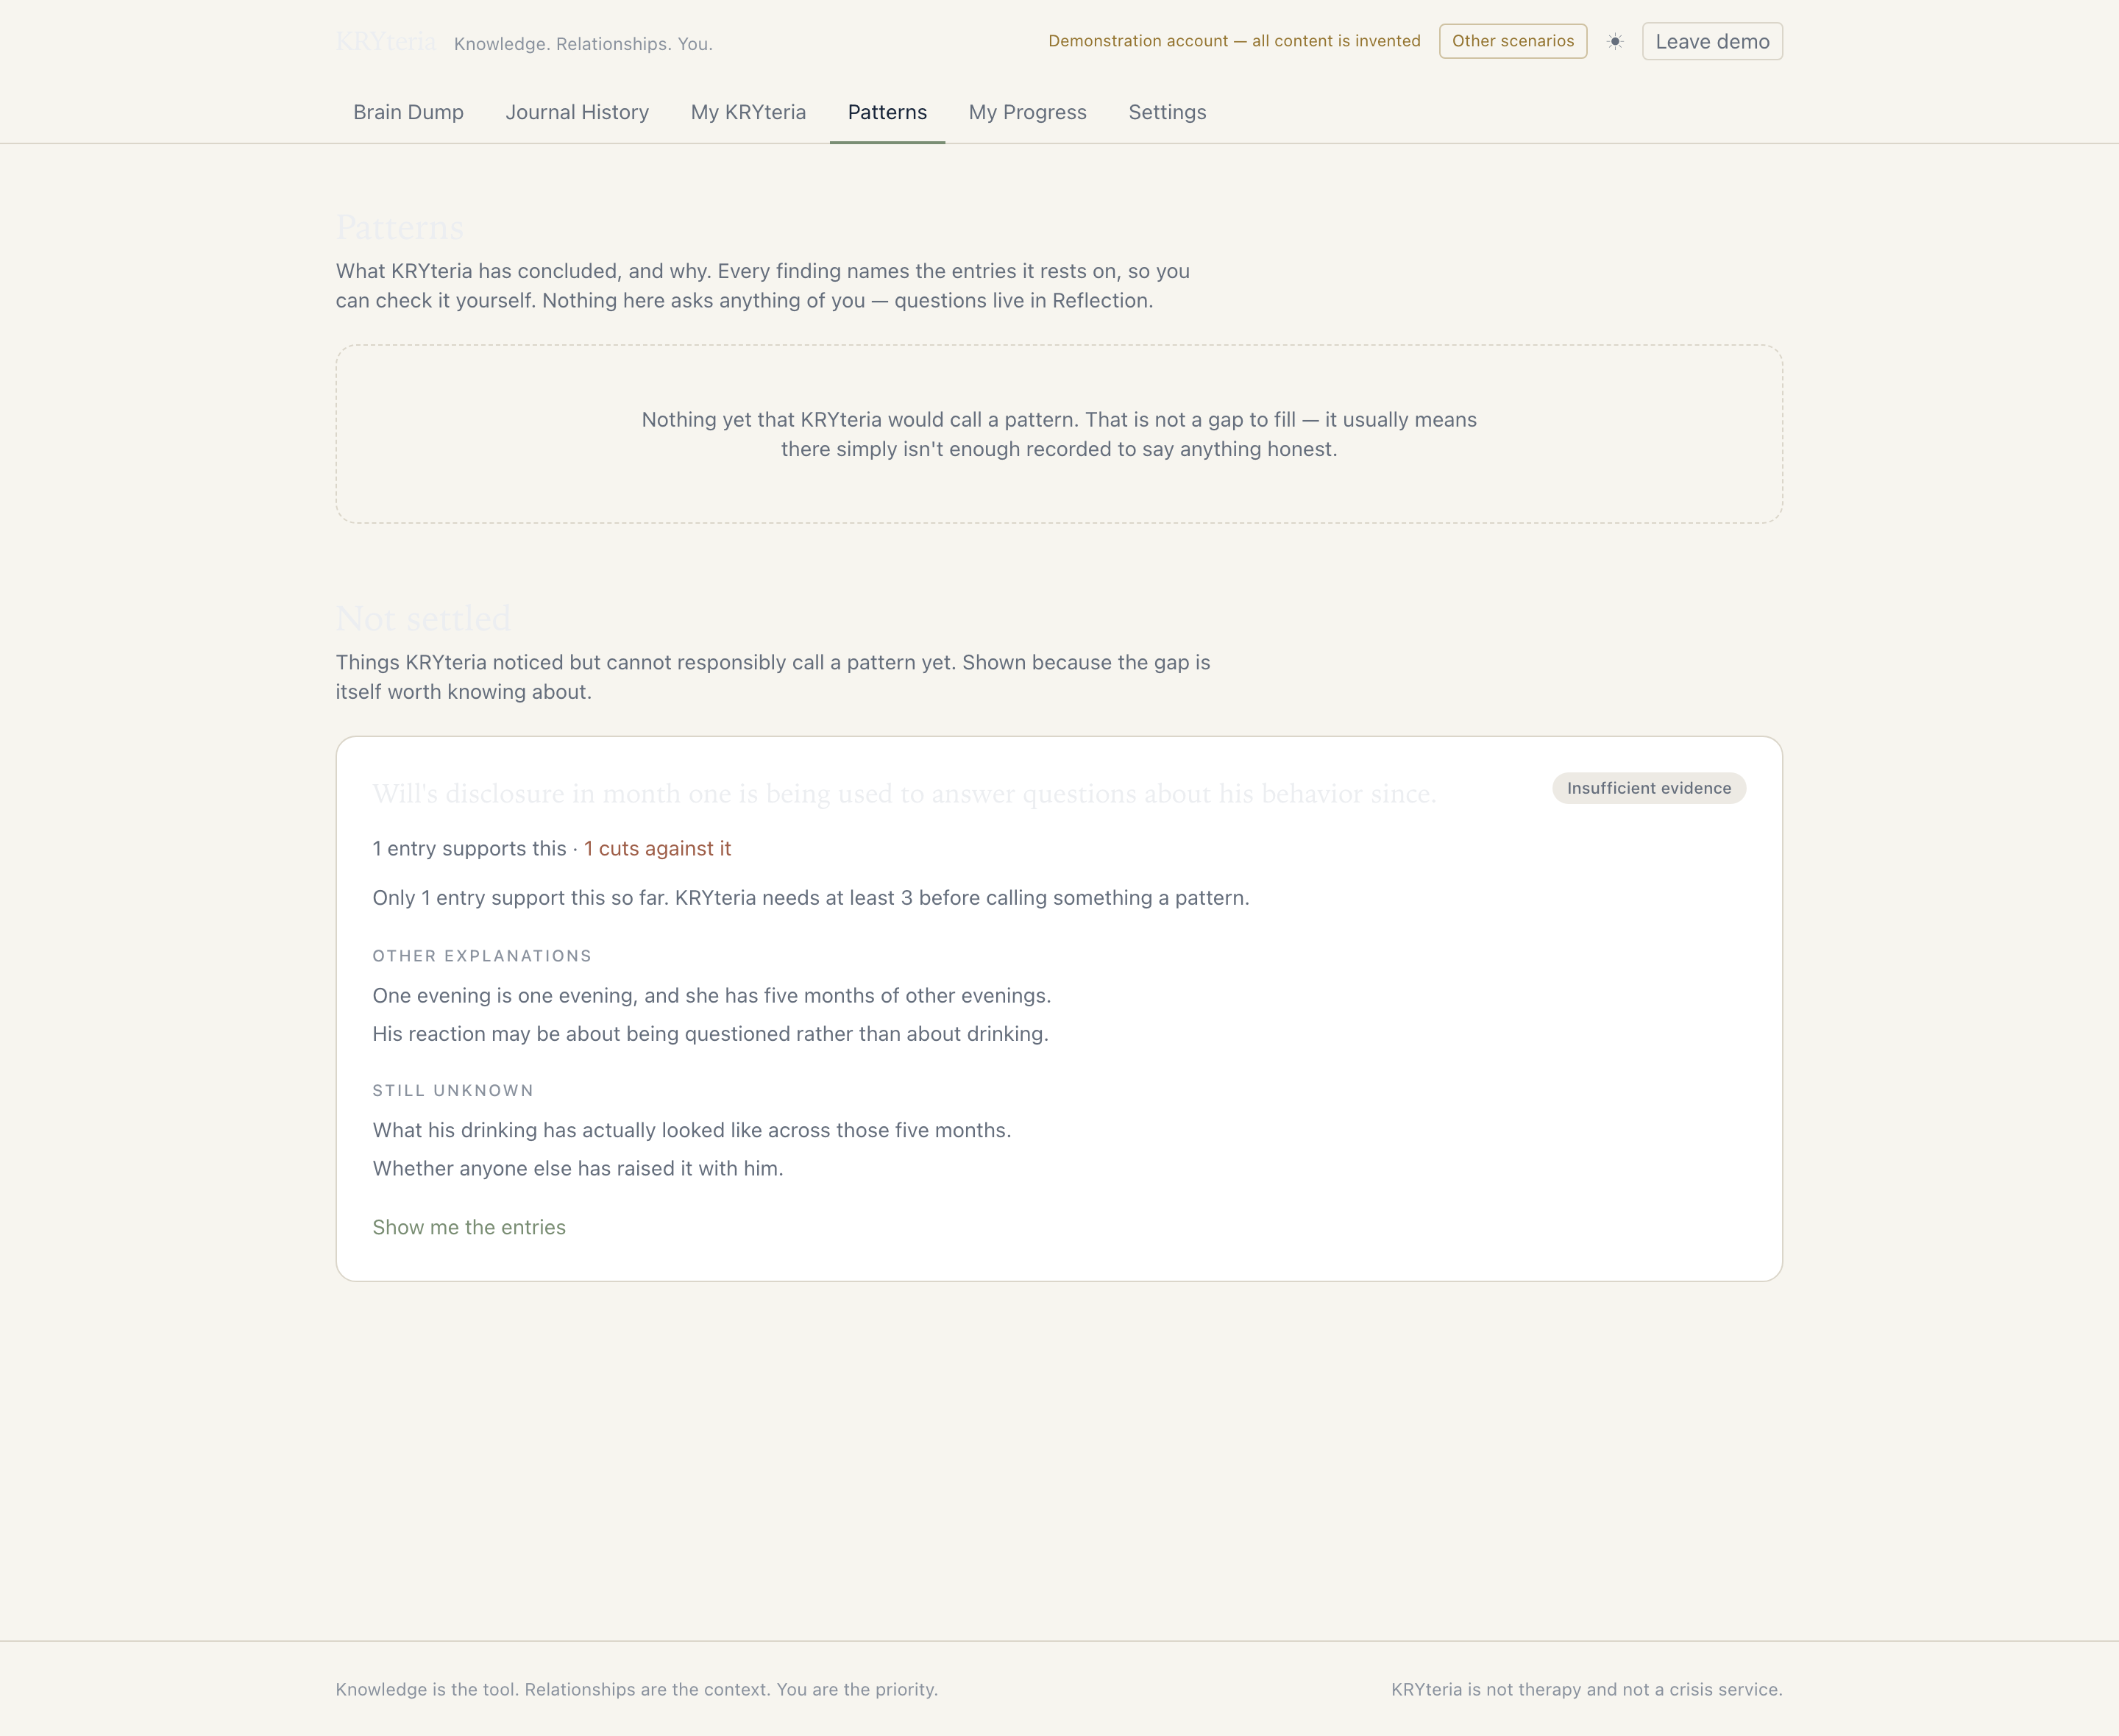 KRYteria Knowledge. Relationships. You.
Demonstration account — all content is invented
Other scenarios
Leave demo
Brain Dump
Journal History
My KRYteria
Patterns
My Progress
Settings
Patterns
What KRYteria has concluded, and why. Every finding names the entries it rests on, so you
can check it yourself. Nothing here asks anything of you — questions live in Reflection.
Nothing yet that KRYteria would call a pattern. That is not a gap to fill — it usually means
there simply isn't enough recorded to say anything honest.
Not settled
Things KRYteria noticed but cannot responsibly call a pattern yet. Shown because the gap is
itself worth knowing about.
Will's disclosure in month one is being used to answer questions about his behavior since.
Insufficient evidence
1 entry supports this · 1 cuts against it
Only 1 entry support this so far. KRYteria needs at least 3 before calling something a pattern.
OTHER EXPLANATIONS
One evening is one evening, and she has five months of other evenings.
His reaction may be about being questioned rather than about drinking.
STILL UNKNOWN
What his drinking has actually looked like across those five months.
Whether anyone else has raised it with him.
Show me the entries
Knowledge is the tool. Relationships are the context. You are the priority.
KRYteria is not therapy and not a crisis service.